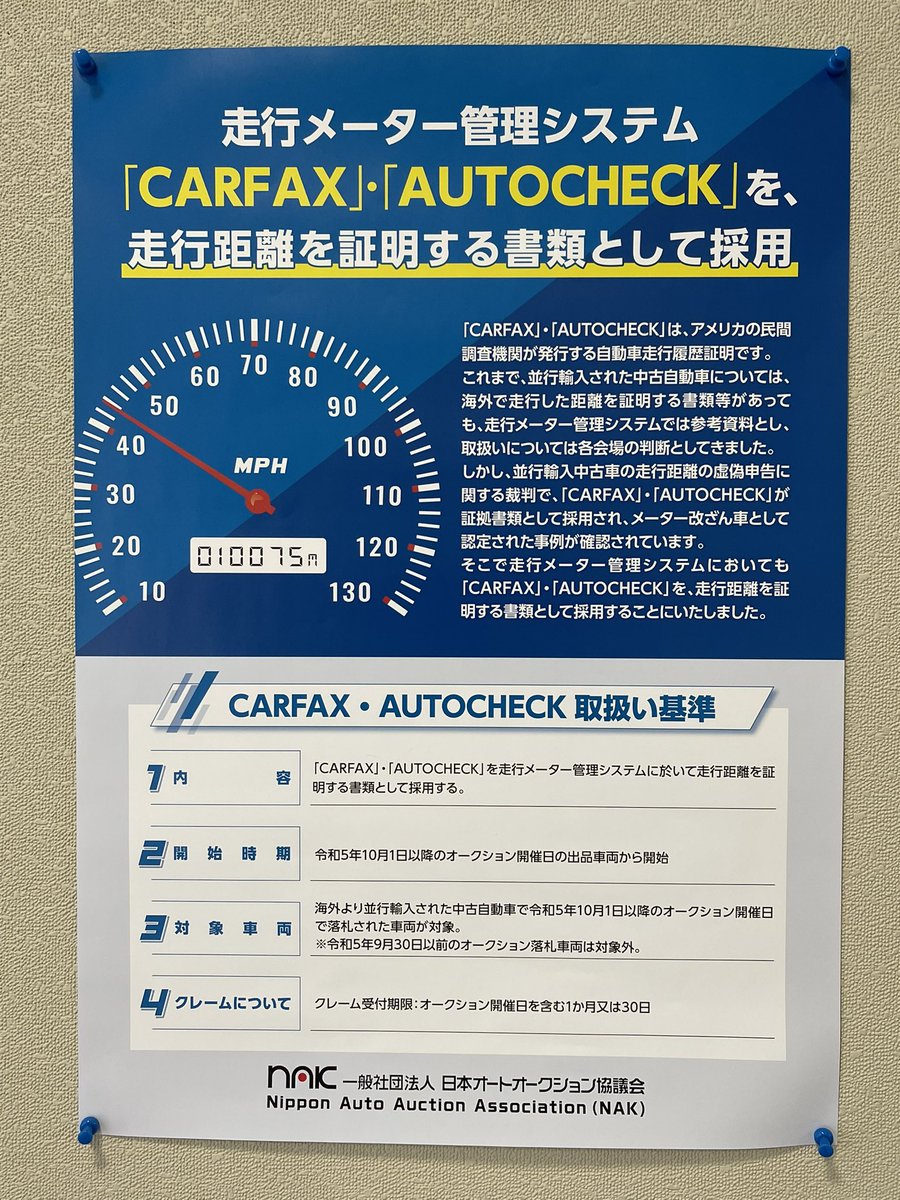 走行メーター管理システム
「CARFAX」・「AUTOCHECK」を、
走行距離を証明する書類として採用
「CARFAX」・「AUTOCHECK」は、アメリカの民間
調査機関が発行する自動車走行履歴証明です。
これまで、並行輸入された中古自動車については、
海外で走行した距離を証明する書類等があって
も、走行メーター管理システムでは参考資料とし、
取扱いについては各会場の判断としてきました。
しかし、並行輸入中古車の走行距離の虚偽申告に
関する裁判で、「CARFAX」・「AUTOCHECK」が
証拠書類として採用され、メーター改ざん車として
認定された事例が確認されています。
そこで走行メーター管理システムにおいても
「CARFAX」・「AUTOCHECK」を、走行距離を証
明する書類として採用することにいたしました。
10
20
30
40
50
60
70
80
90
100
110
120
130
MPH
010075m
CARFAX・AUTOCHECK 取扱い基準
1 内容
「CARFAX」・「AUTOCHECK」を走行メーター管理システムに於いて走行距離を証
明する書類として採用する。
2 開始時期
令和5年10月1日以降のオークション開催日の出品車両から開始
3 対象車両
海外より並行輸入された中古自動車で令和5年10月1日以降のオークション開催日
で落札された車両が対象。
※令和5年9月30日以前のオークション落札車両は対象外。
4 クレームについて
クレーム受付期限：オークション開催日を含む1か月又は30日
NAK 一般社団法人 日本オートオークション協議会
Nippon Auto Auction Association (NAK)